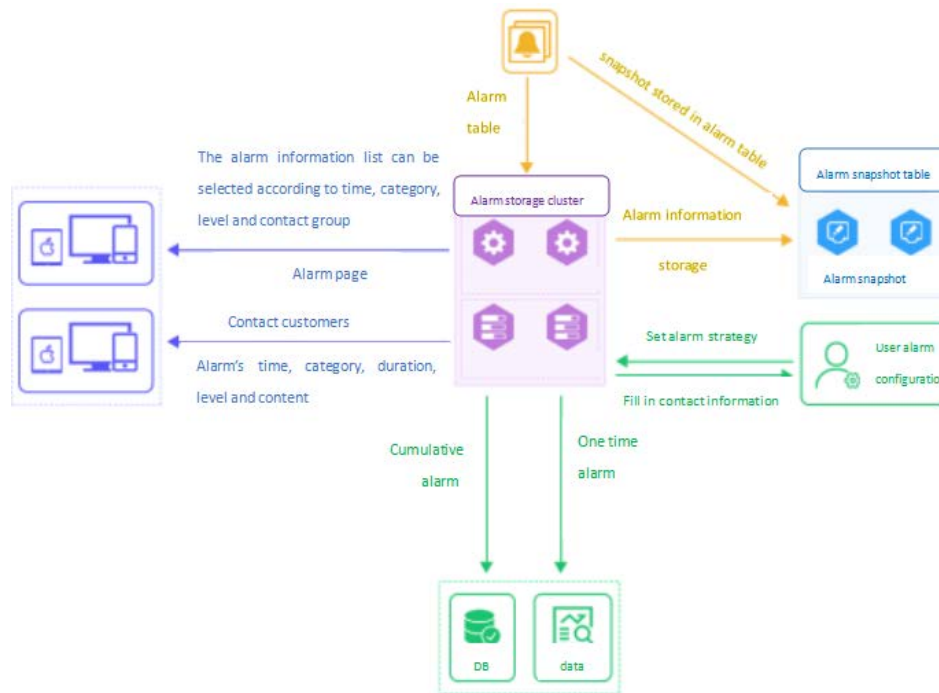 Alarm
table
snapshot stored in alarm table
The alarm information list can be
selected according to time, category,
level and contact group
Alarm page
Alarm storage cluster
Alarm information
storage
Alarm snapshot table
Alarm snapshot
Contact customers
Alarm's time, category, duration,
level and content
Set alarm strategy
Fill in contact information
User alarm
configuration
Cumulative
alarm
One time
alarm
DB
data